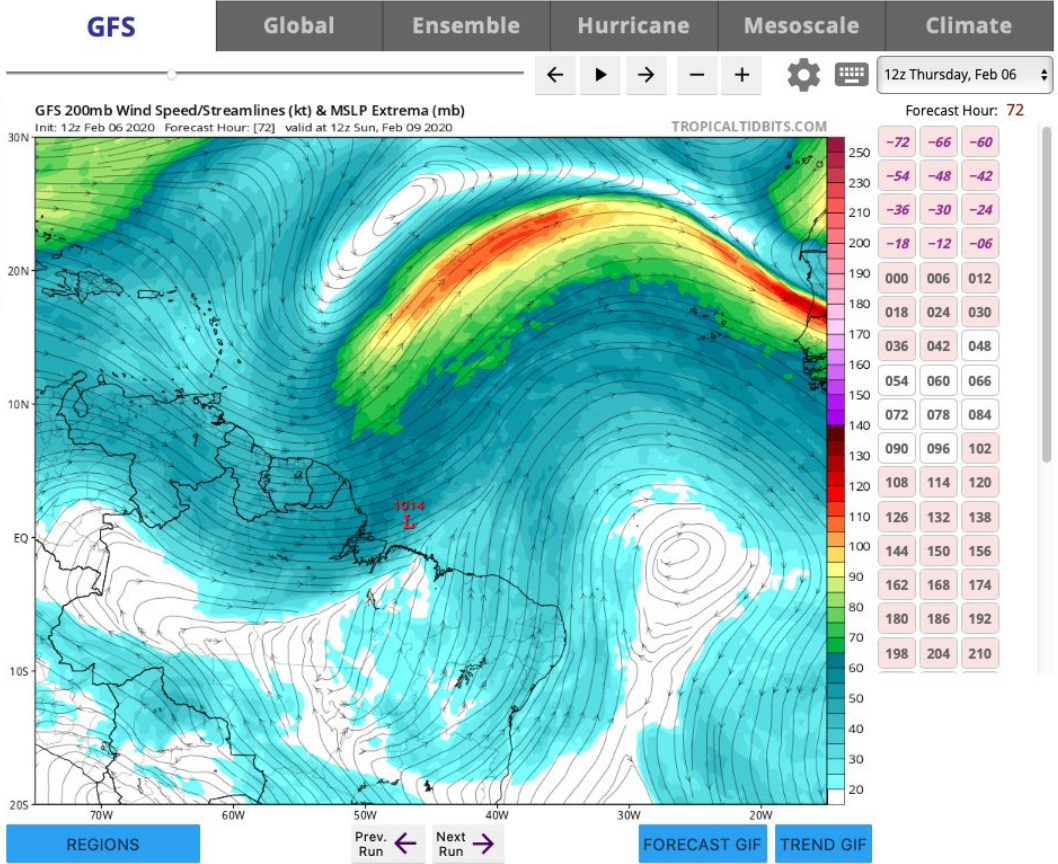 GFS Global Ensemble Hurricane Mesoscale Climate
12z Thursday, Feb 06
GFS 200mb Wind Speed/Streamlines (kt) & MSLP Extrema (mb)
Init: 12z Feb 06 2020 Forecast Hour: [72] valid at 12z Sun, Feb 09 2020
TROPICALTIDBITS.COM
30N
20N
10N
EQ
10S
20S
70W 60W 50W 40W 30W 20W
1014
L
250
230
210
200
190
180
170
160
150
140
130
120
110
100
90
80
70
60
50
40
30
20
Forecast Hour: 72
−72 −66 −60
−54 −48 −42
−36 −30 −24
−18 −12 −06
000 006 012
018 024 030
036 042 048
054 060 066
072 078 084
090 096 102
108 114 120
126 132 138
144 150 156
162 168 174
180 186 192
198 204 210
REGIONS
Prev.
Run
Next
Run
FORECAST GIF
TREND GIF